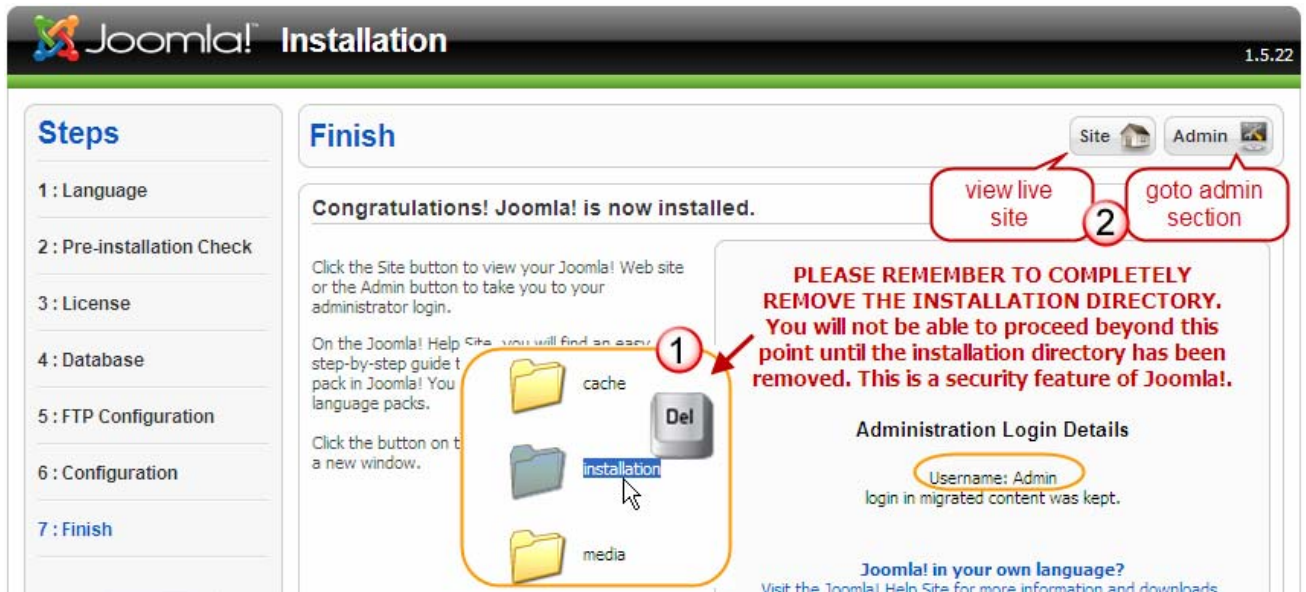 Joomla! Installation
1.5.22
Steps
1 : Language
2 : Pre-installation Check
3 : License
4 : Database
5 : FTP Configuration
6 : Configuration
7 : Finish
Finish
Site
Admin
view live
site
2
goto admin
section
Congratulations! Joomla! is now installed.
Click the Site button to view your Joomla! Web site
or the Admin button to take you to your
administrator login.
On the Joomla! Help Site, you will find an easy
step-by-step guide t
pack in Joomla! You
language packs.
Click the button on t
a new window.
1
cache
Del
installation
media
PLEASE REMEMBER TO COMPLETELY
REMOVE THE INSTALLATION DIRECTORY.
You will not be able to proceed beyond this
point until the installation directory has been
removed. This is a security feature of Joomla!.
Administration Login Details
Username: Admin
login in migrated content was kept.
Joomla! in your own language?
Visit the Joomla! Help Site for more information and downloads